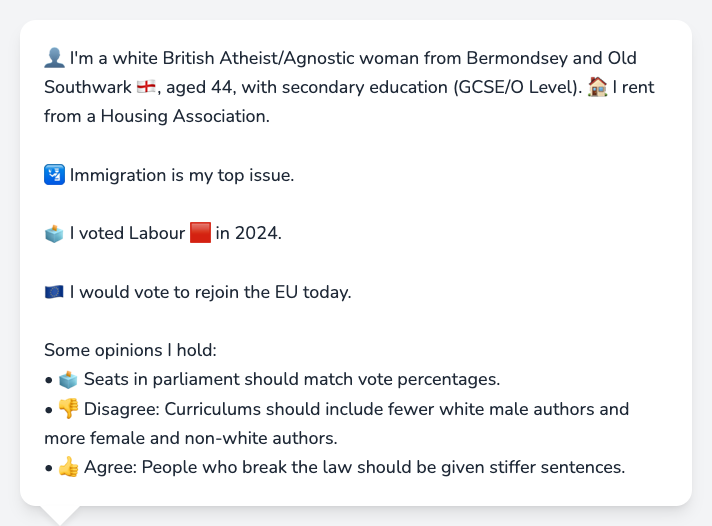 👤 I'm a white British Atheist/Agnostic woman from Bermondsey and Old
Southwark 🏴󠁧󠁢󠁥󠁮󠁧󠁿, aged 44, with secondary education (GCSE/O Level). 🏠 I rent
from a Housing Association.
🛂 Immigration is my top issue.
🗳️ I voted Labour 🟥 in 2024.
🇪🇺 I would vote to rejoin the EU today.
Some opinions I hold:
• 🗳️ Seats in parliament should match vote percentages.
• 👎 Disagree: Curriculums should include fewer white male authors and
more female and non-white authors.
• 👍 Agree: People who break the law should be given stiffer sentences.